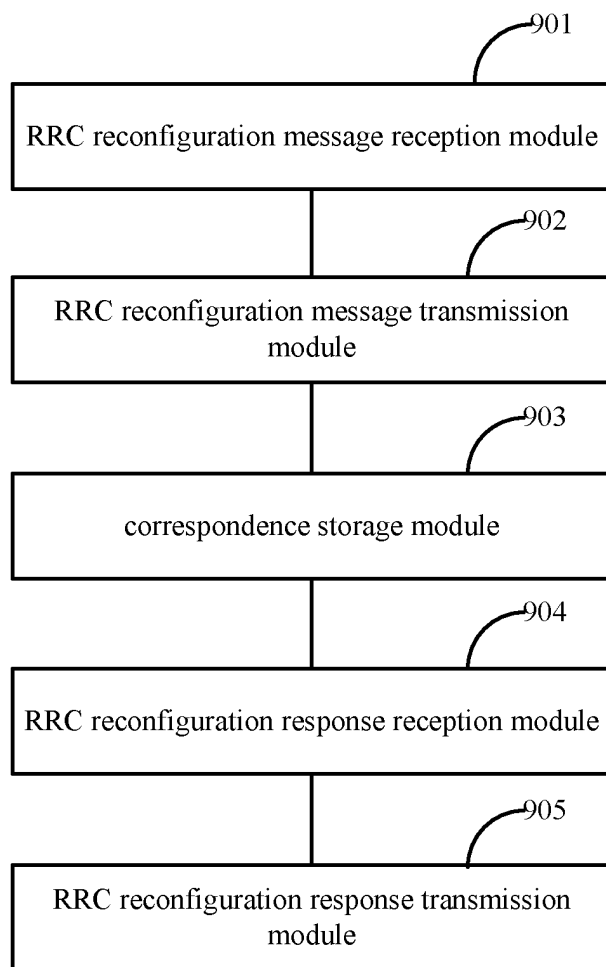 901
RRC reconfiguration message reception module
902
RRC reconfiguration message transmission
module
903
correspondence storage module
904
RRC reconfiguration response reception module
905
RRC reconfiguration response transmission
module